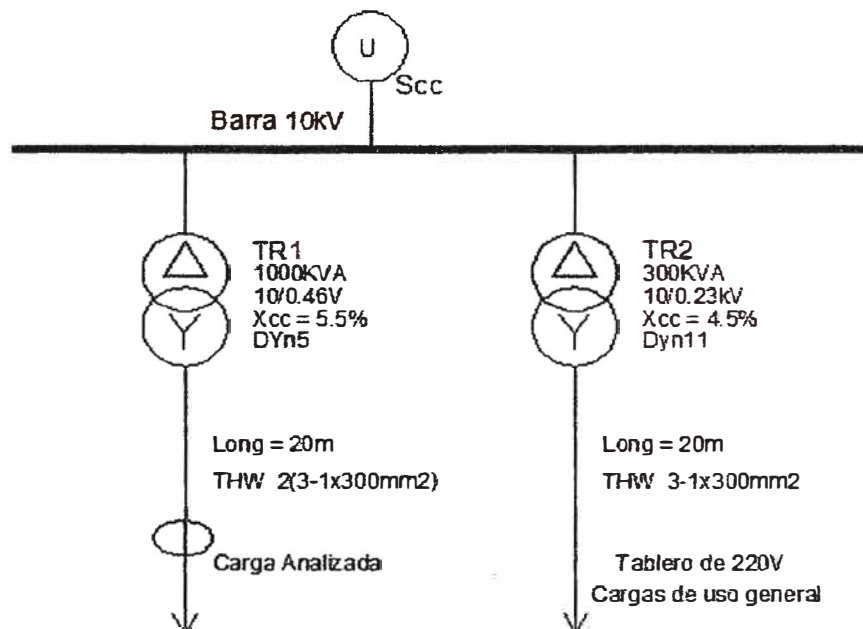 U
Scc
Barra 10kV
TR1
1000KVA
10/0.46V
Xcc = 5.5%
DYn5
TR2
300KVA
10/0.23kV
Xcc = 4.5%
Dyn11
Long = 20m
THW 2(3-1x300mm2)
Long = 20m
THW 3-1x300mm2
Carga Analizada
Tablero de 220V
Cargas de uso general